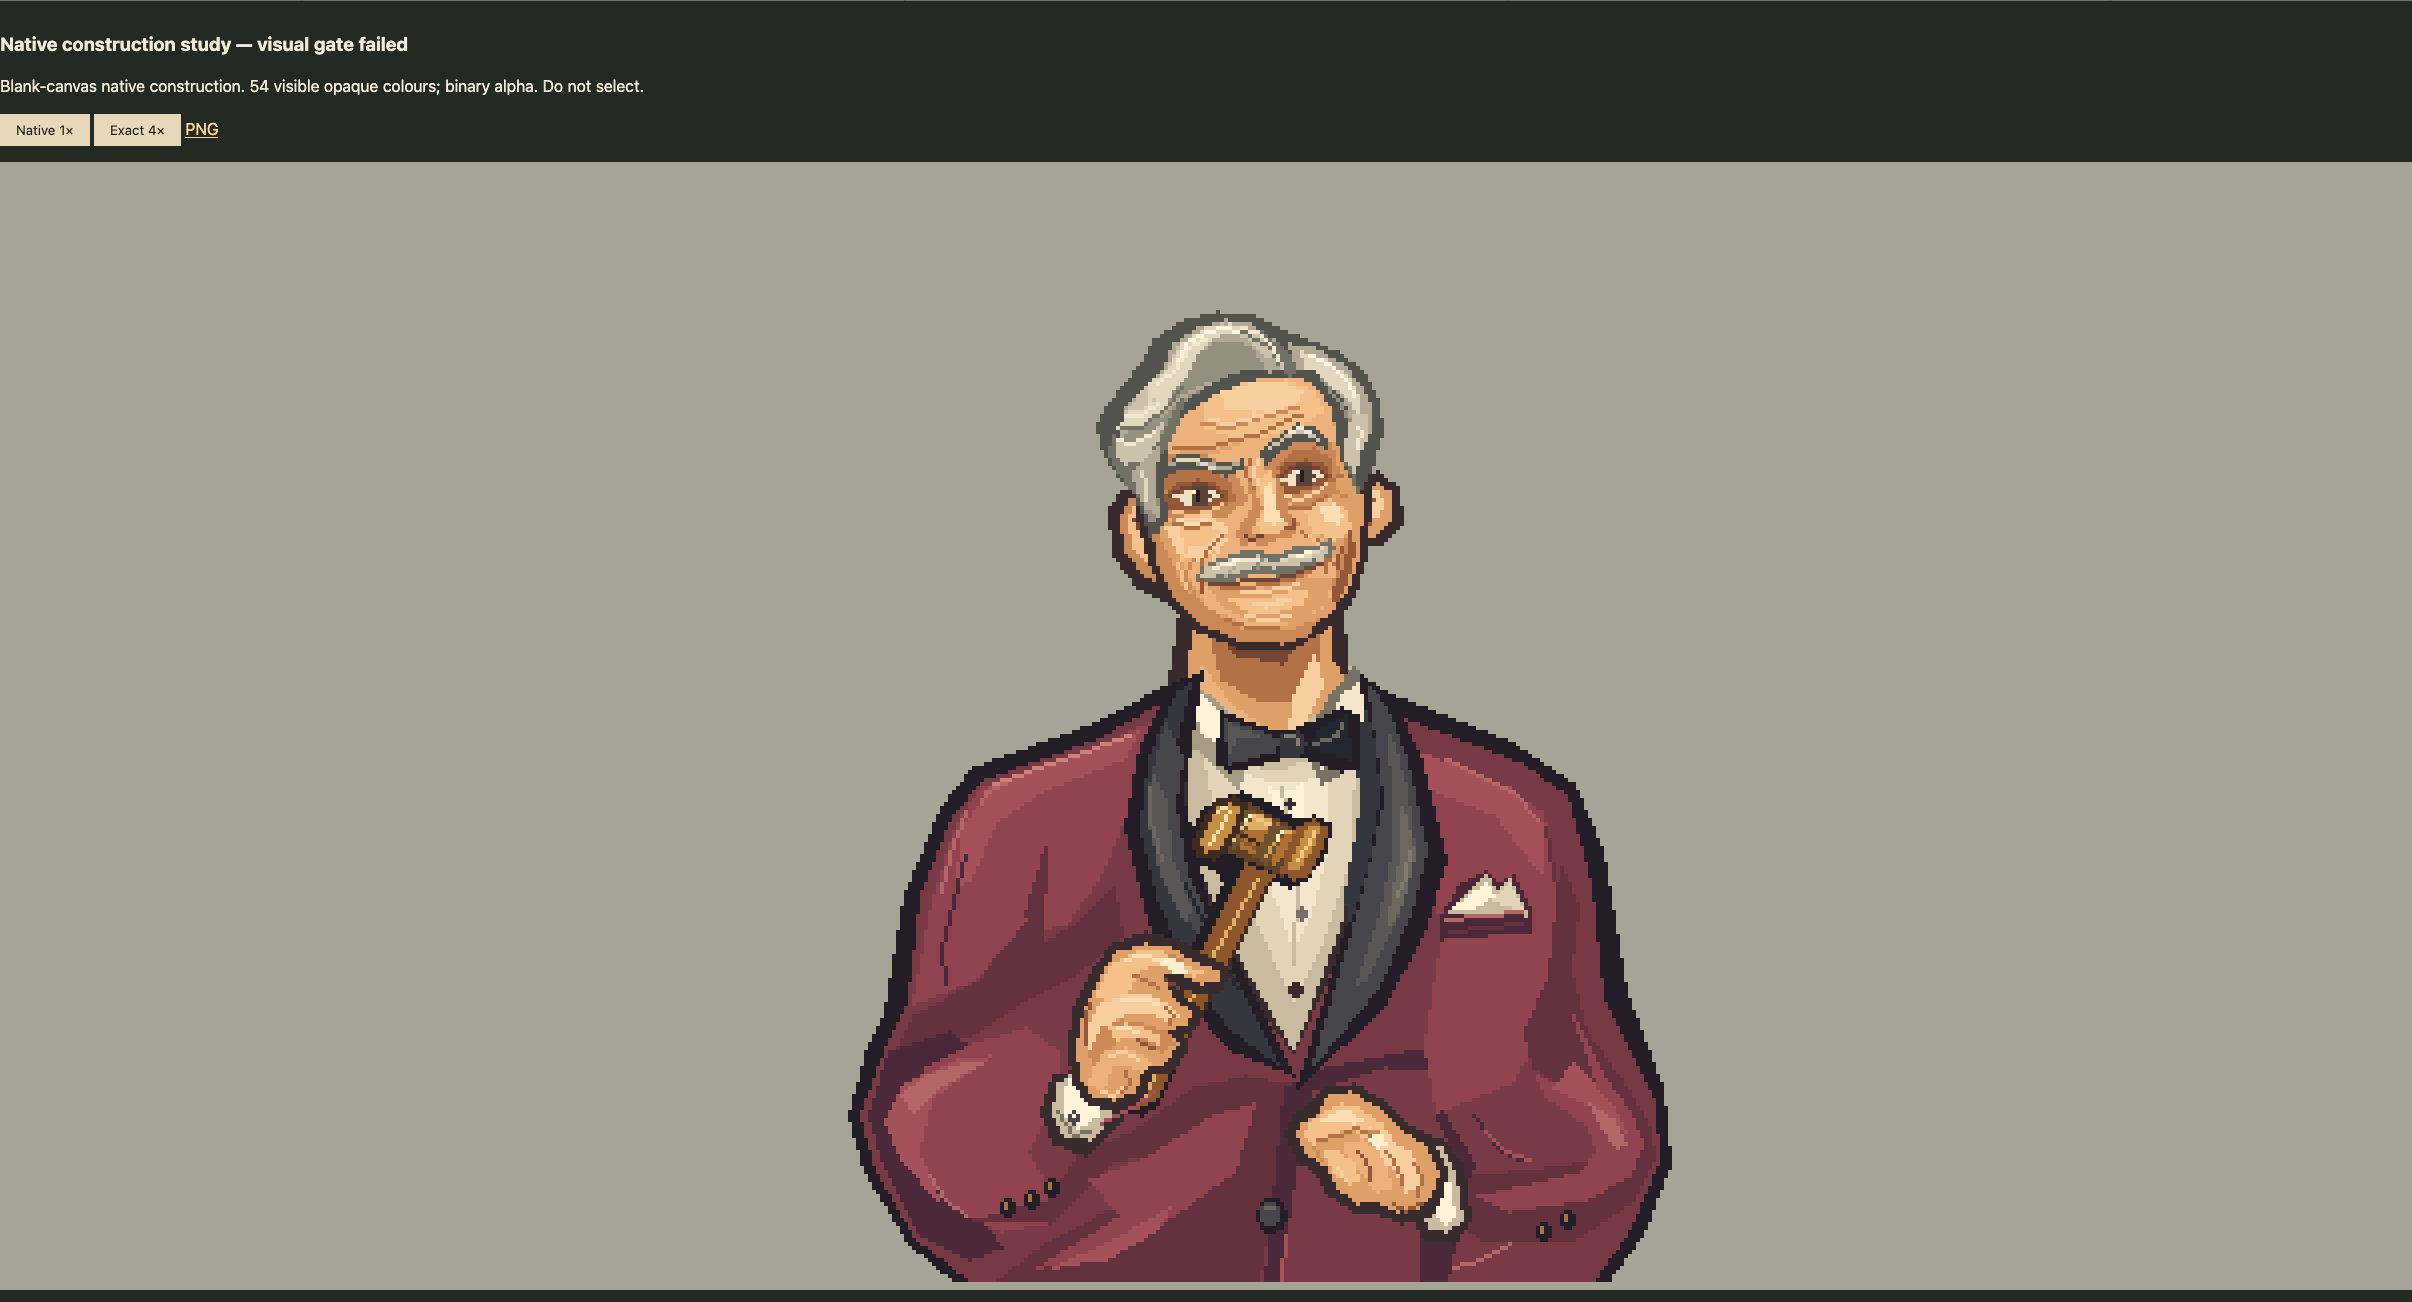 Native construction study — visual gate failed
Blank-canvas native construction. 54 visible opaque colours; binary alpha. Do not select.
Native 1× Exact 4× PNG